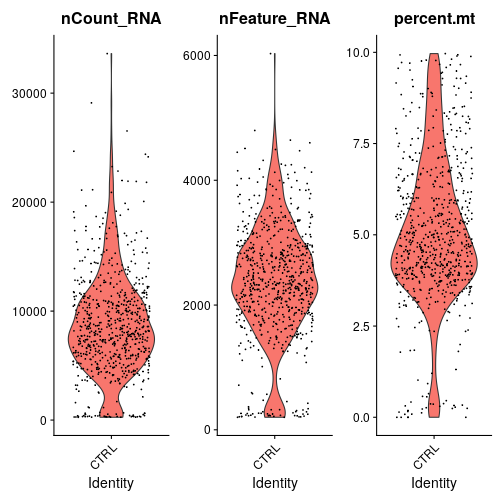 nCount_RNA
30000
20000
10000
0
CTRL
Identity
nFeature_RNA
6000
4000
2000
0
CTRL
Identity
percent.mt
10.0
7.5
5.0
2.5
0.0
CTRL
Identity